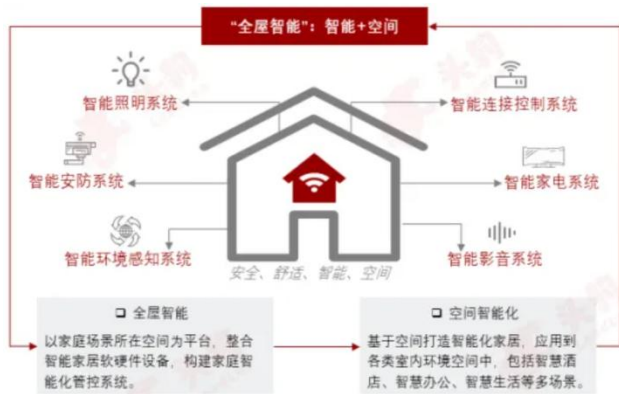 “全屋智能”：智能+空间
智能照明系统
智能连接控制系统
智能安防系统
智能家电系统
智能环境感知系统
智能影音系统
安全、舒适、智能、空间
全屋智能
以家庭场景所在空间为平台，整合
智能家居软硬件设备，构建家庭智
能化管控系统。
空间智能化
基于空间打造智能化家居，应用到
各类室内环境空间中，包括智慧酒
店、智慧办公、智慧生活等多场景。